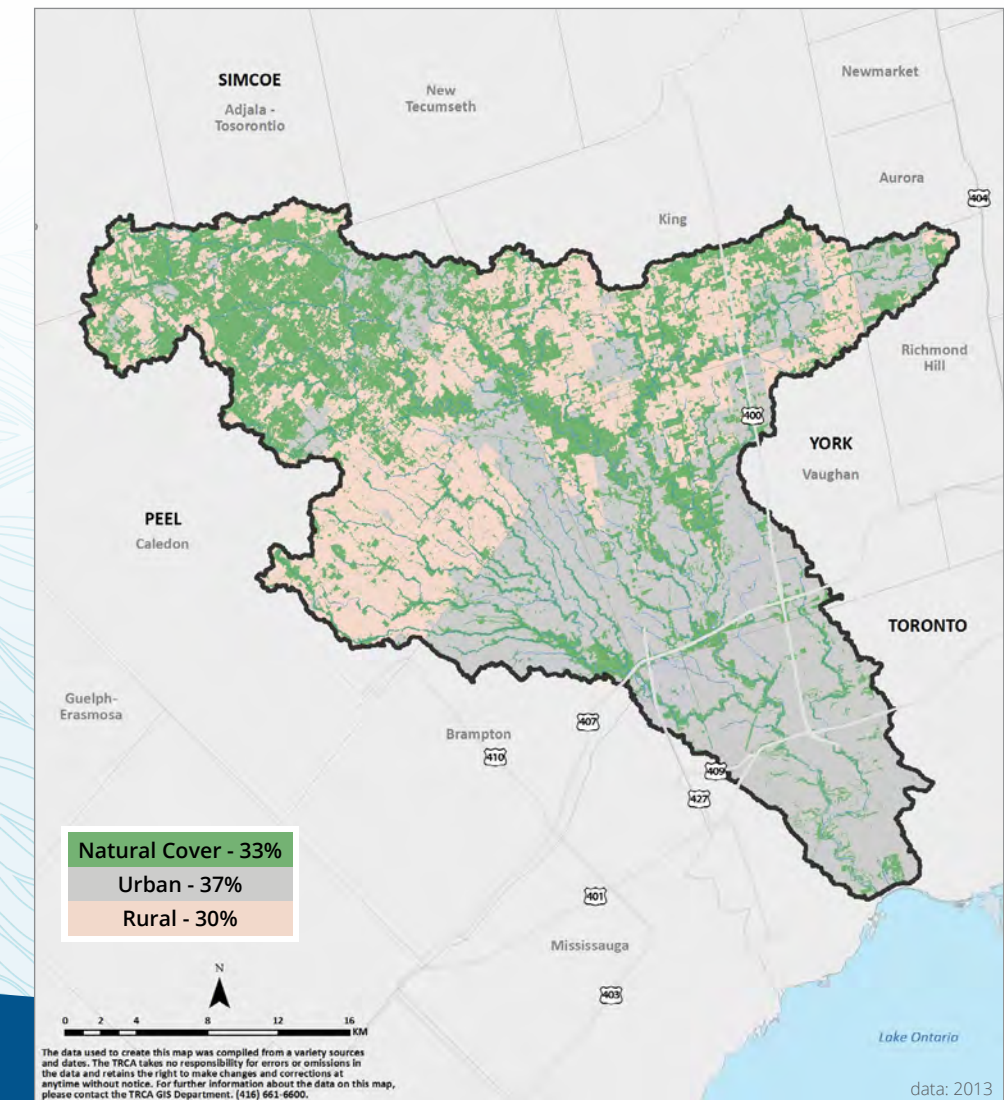 SIMCOE
Adjala -
Tosorontio
New
Tecumseth
Newmarket
Aurora
404
King
Richmond
Hill
400
YORK
Vaughan
PEEL
Caledon
TORONTO
Guelph-
Erasmosa
Brampton
407
410
409
427
Natural Cover - 33%
Urban - 37%
Rural - 30%
401
Mississauga
403
N
0 2 4 8 12 16
KM
Lake Ontario
The data used to create this map was compiled from a variety sources
and dates. The TRCA takes no responsibility for errors or omissions in
the data and retains the right to make changes and corrections at
anytime without notice. For further information about the data on this map,
please contact the TRCA GIS Department. (416) 661-6600.
data: 2013